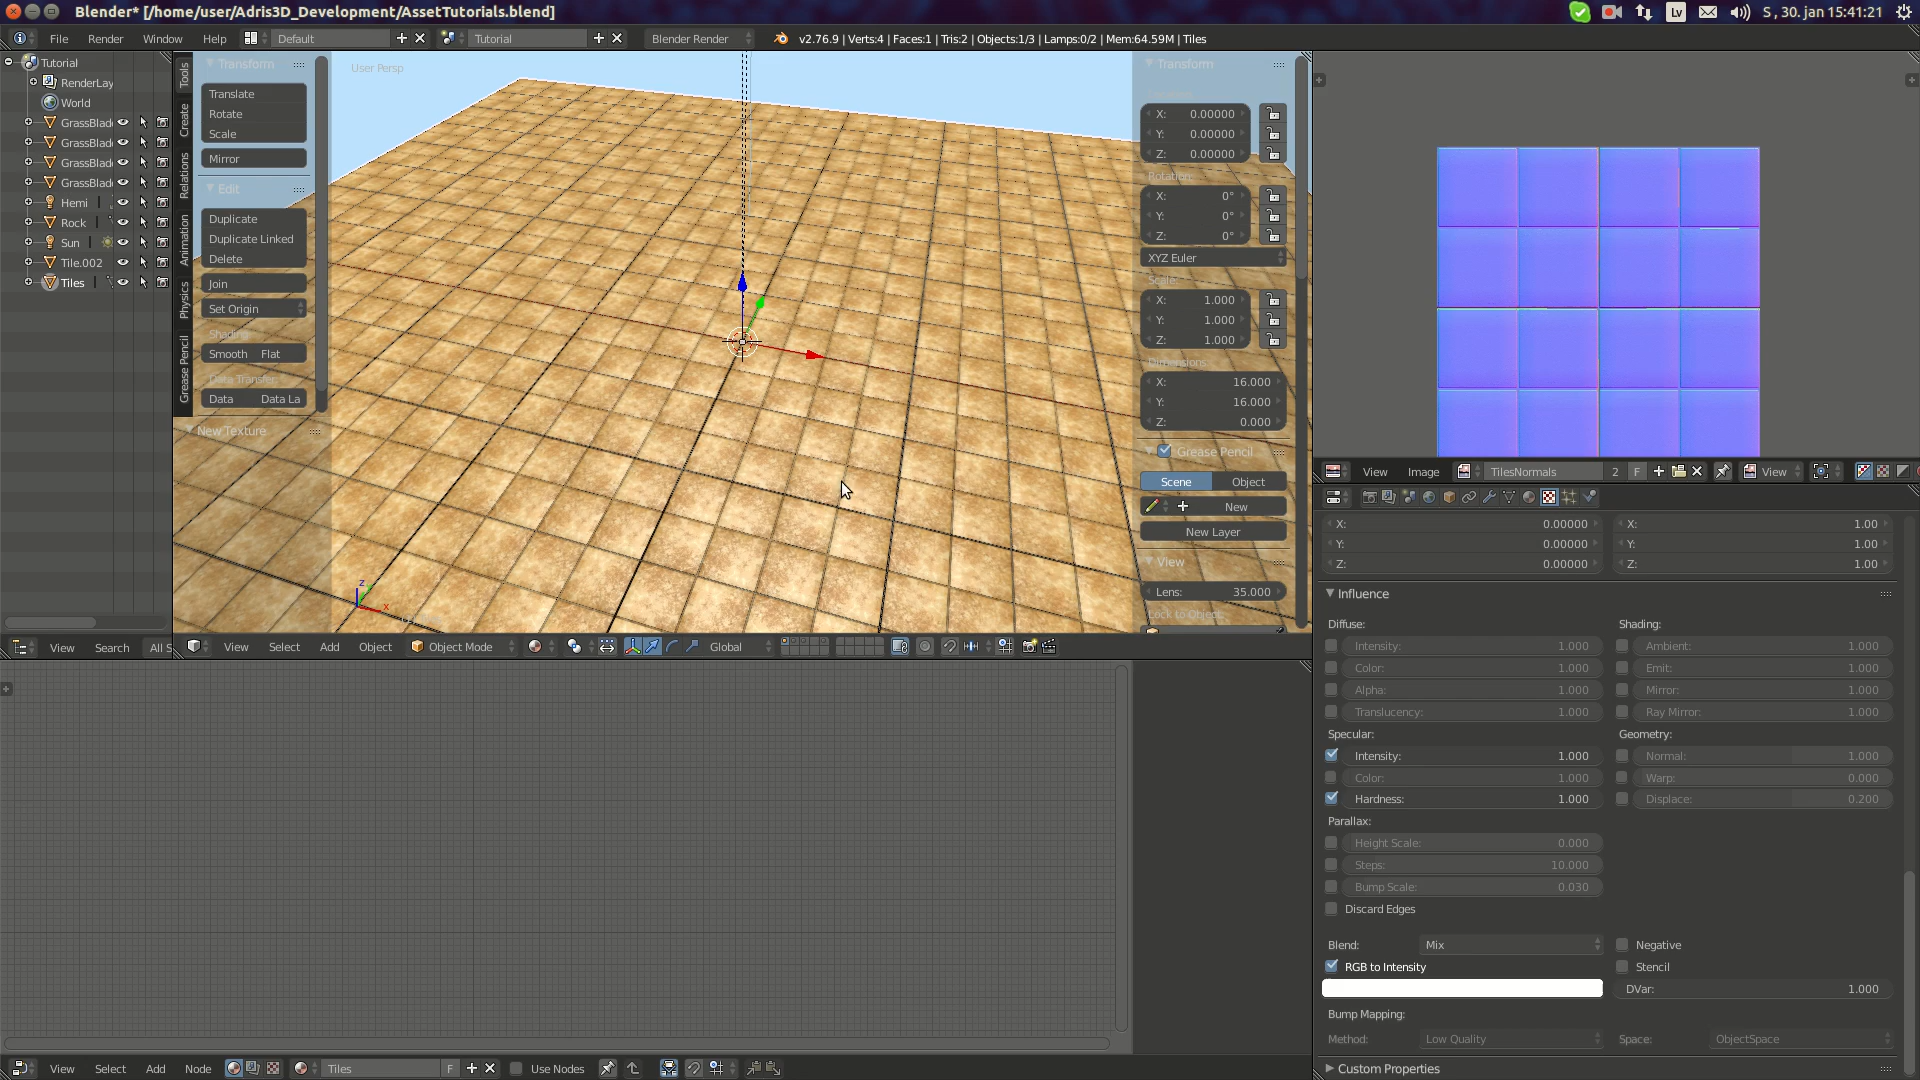 Blender* [/home/user/Adris3D_Development/AssetTutorials.blend]
Lv
S , 30. jan 15:41:21
File Render Window Help Default Tutorial Blender Render v2.76.9 | Verts:4 | Faces:1 | Tris:2 | Objects:1/3 | Lamps:0/2 | Mem:64.59M | Tiles
Tutorial
RenderLay
World
GrassBlad
GrassBlad
GrassBlad
GrassBlad
Hemi
Rock
Sun
Tile.002
Tiles
View Search All S
Tools
Create
Relations
Animation
Physics
Grease Pencil
Transform
Translate
Rotate
Scale
Mirror
Edit
Duplicate
Duplicate Linked
Delete
Join
Set Origin
Shading:
Smooth Flat
Data Transfer:
Data Data La
New Texture
User Persp
z
x
Transform
X: 0.00000
Y: 0.00000
Z: 0.00000
Rotation:
X: 0°
Y: 0°
Z: 0°
XYZ Euler
Scale:
X: 1.000
Y: 1.000
Z: 1.000
Dimensions:
X: 16.000
Y: 16.000
Z: 0.000
Grease Pencil
Scene Object
New
New Layer
View
Lens: 35.000
Lock to Object:
View Select Add Object Object Mode Global
View Image TilesNormals 2 F View
X: 0.00000 X: 1.00
Y: 0.00000 Y: 1.00
Z: 0.00000 Z: 1.00
Influence
Diffuse: Shading:
Intensity: 1.000 Ambient: 1.000
Color: 1.000 Emit: 1.000
Alpha: 1.000 Mirror: 1.000
Translucency: 1.000 Ray Mirror: 1.000
Specular: Geometry:
Intensity: 1.000 Normal: 1.000
Color: 1.000 Warp: 0.000
Hardness: 1.000 Displace: 0.200
Parallax:
Height Scale: 0.000
Steps: 10.000
Bump Scale: 0.030
Discard Edges
Blend: Mix Negative
RGB to Intensity Stencil
DVar: 1.000
Bump Mapping:
Method: Low Quality Space: ObjectSpace
Custom Properties
View Select Add Node Tiles F Use Nodes